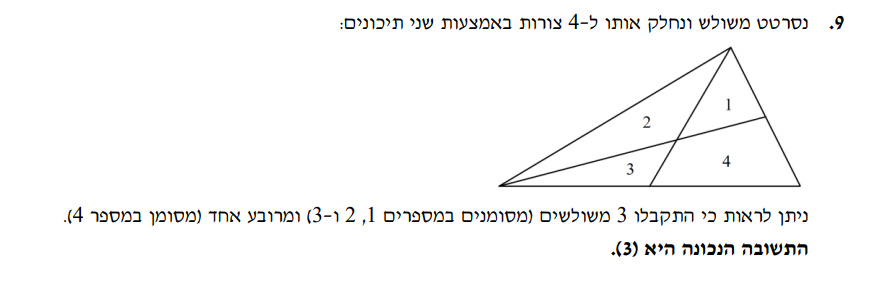 9. נסרטט משולש ונחלק אותו ל-4 צורות באמצעות שני תיכונים:
1
2
3
4
ניתן לראות כי התקבלו 3 משולשים (מסומנים במספרים 1, 2 ו-3) ומרובע אחד (מסומן במספר 4).
התשובה הנכונה היא (3).